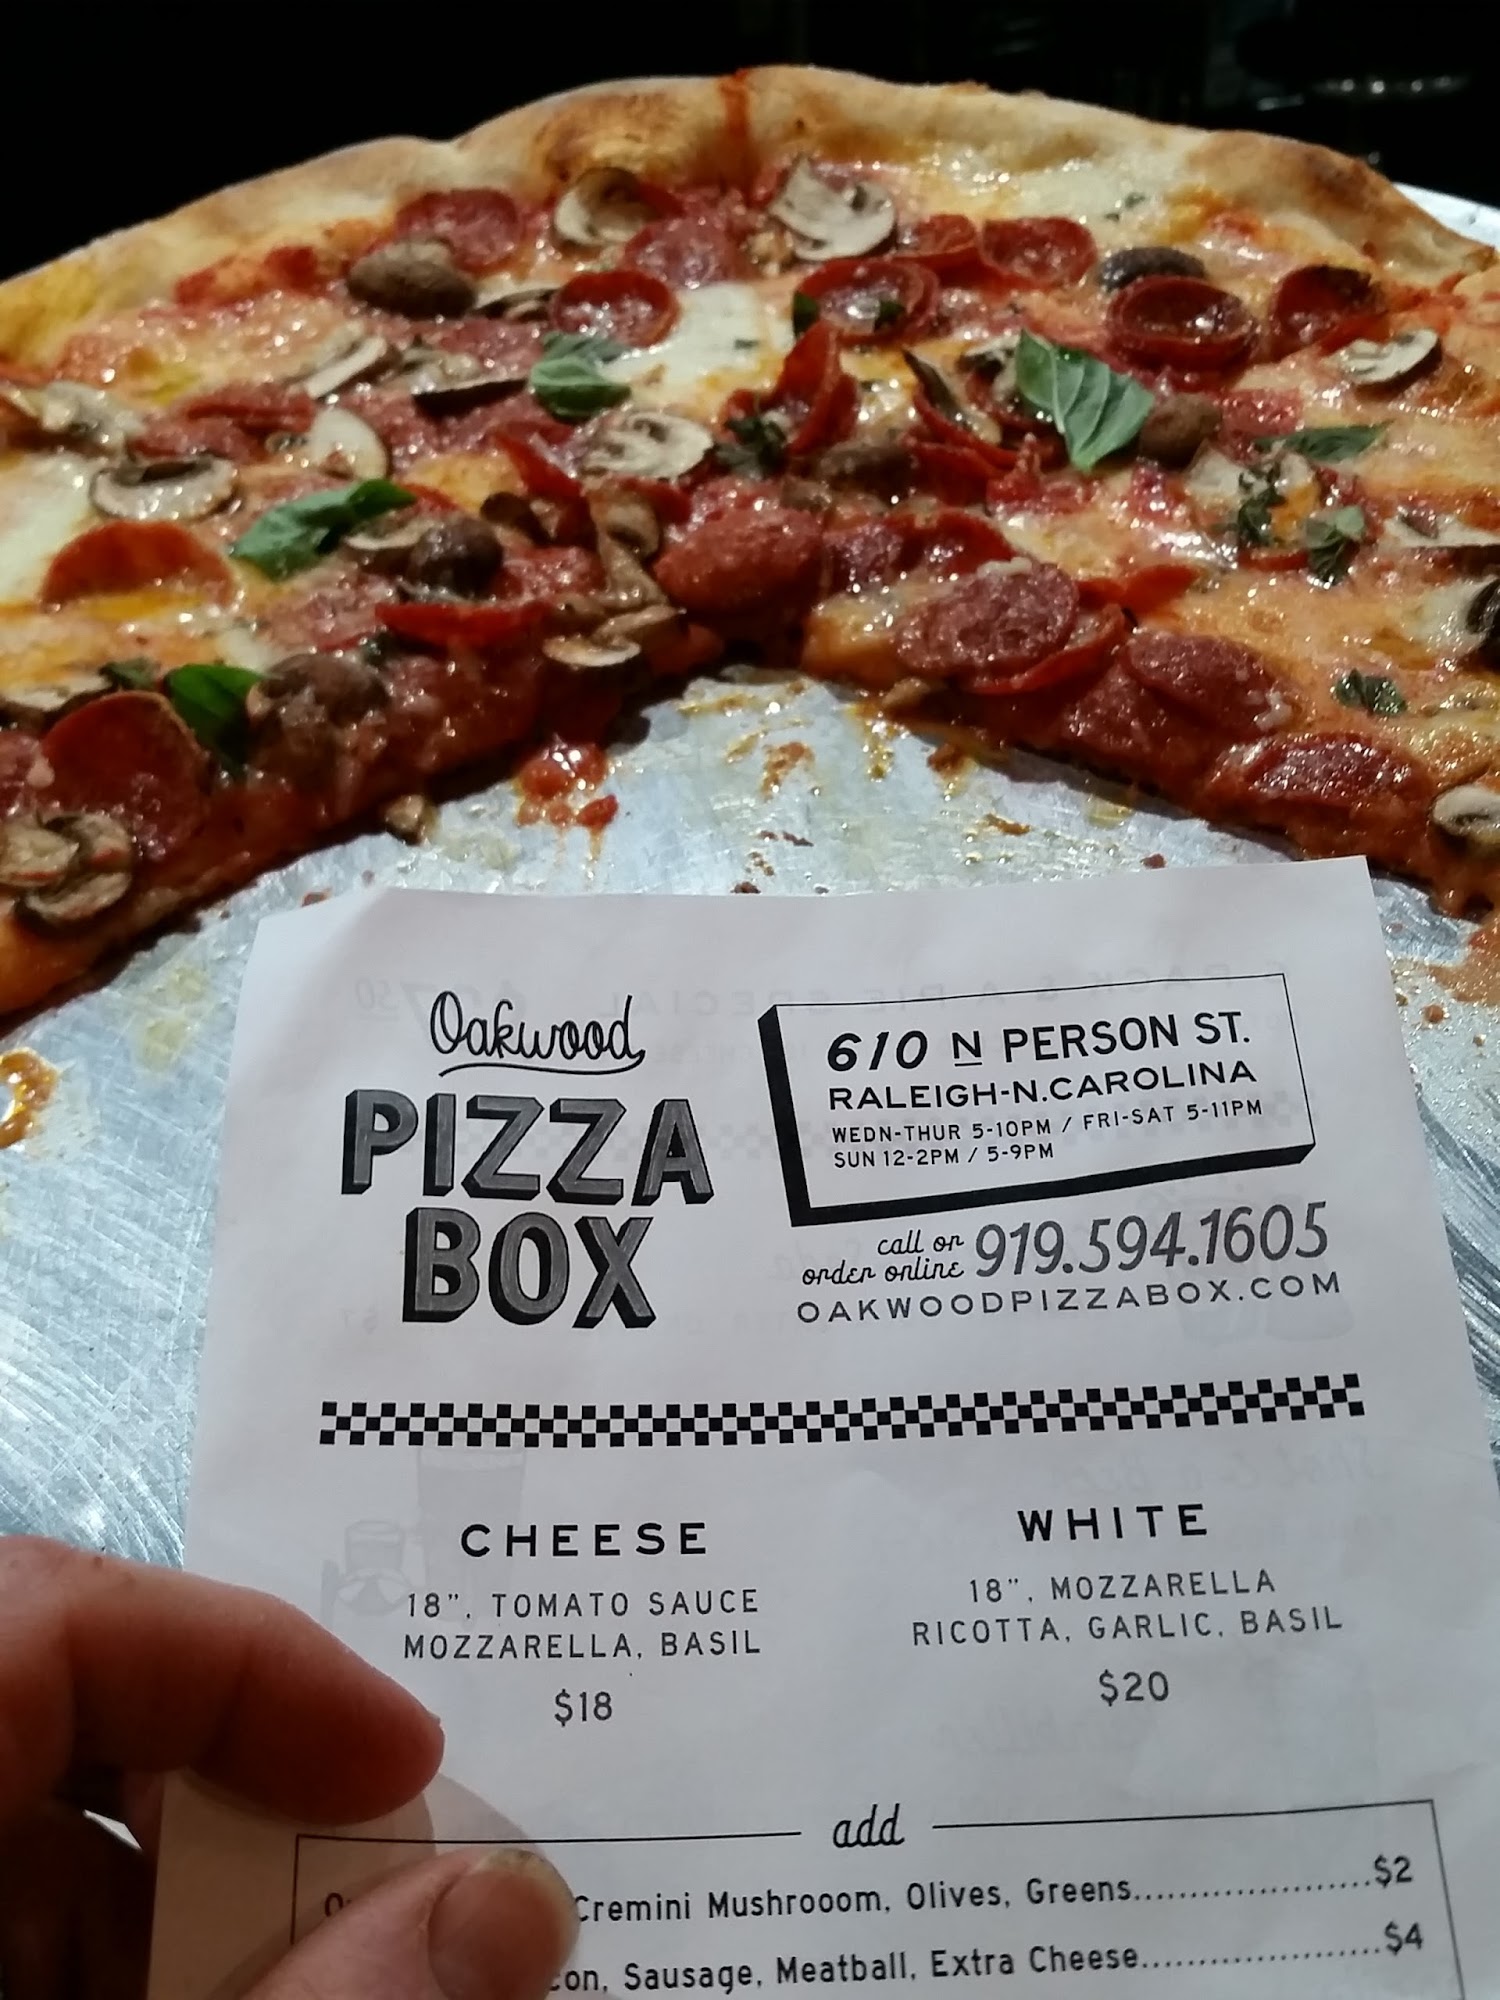 Oakwood
PIZZA
BOX
610 N PERSON ST.
RALEIGH-N.CAROLINA
WEDN-THUR 5-10PM / FRI-SAT 5-11PM
SUN 12-2PM / 5-9PM
call or
order online
919.594.1605
OAKWOODPIZZABOX.COM
CHEESE
18", TOMATO SAUCE
MOZZARELLA, BASIL
$18
WHITE
18", MOZZARELLA
RICOTTA, GARLIC, BASIL
$20
add
Cremini Mushrooom, Olives, Greens......................$2
Sausage, Meatball, Extra Cheese......................$4